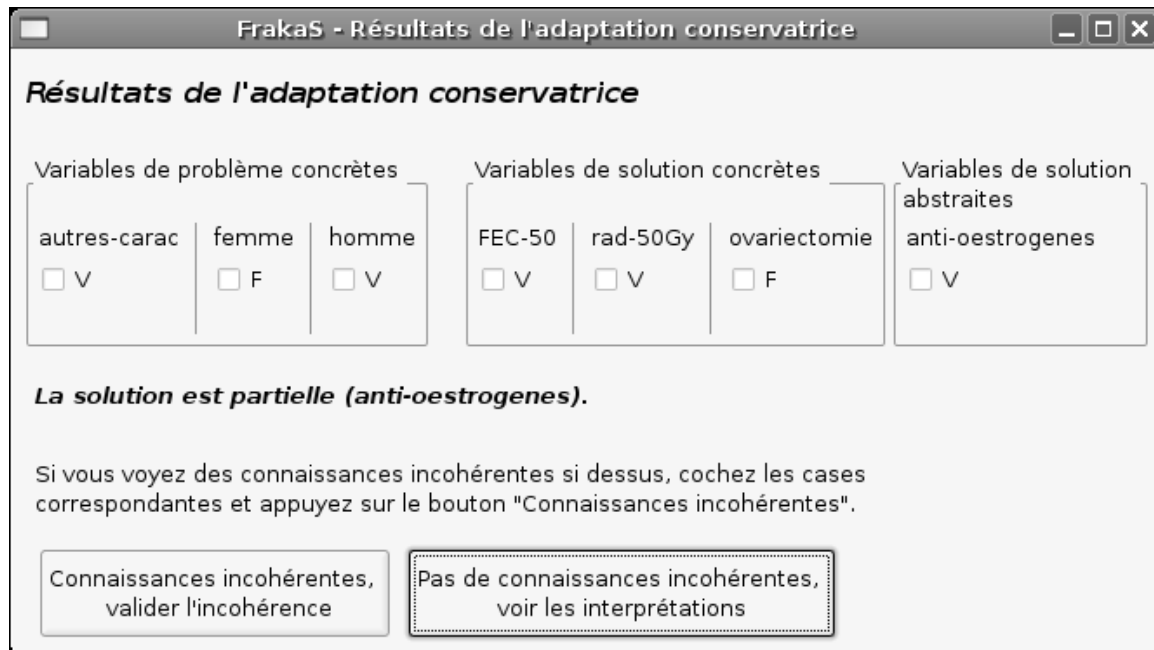 FrakaS - Résultats de l'adaptation conservatrice
Résultats de l'adaptation conservatrice
Variables de problème concrètes
autres-carac femme homme
V F V
Variables de solution concrètes
FEC-50 rad-50Gy ovariectomie
V V F
Variables de solution
abstraites
anti-oestrogenes
V
La solution est partielle (anti-oestrogenes).
Si vous voyez des connaissances incohérentes si dessus, cochez les cases
correspondantes et appuyez sur le bouton "Connaissances incohérentes".
Connaissances incohérentes,
valider l'incohérence
Pas de connaissances incohérentes,
voir les interprétations